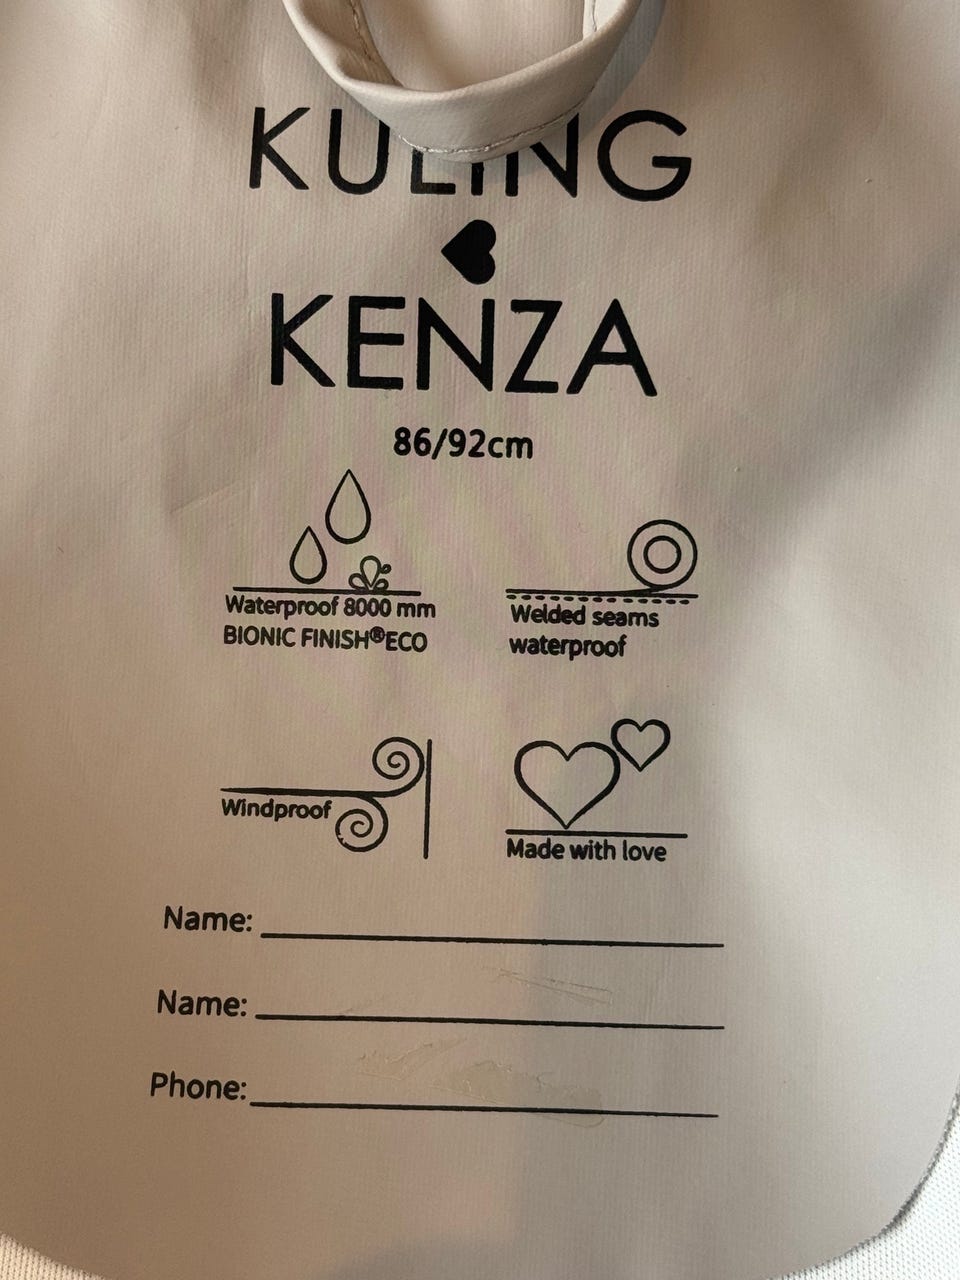 KULING
KENZA
86/92cm
Waterproof 8000 mm
BIONIC FINISH®ECO
Welded seams
waterproof
Windproof
Made with love
Name:
Name:
Phone: